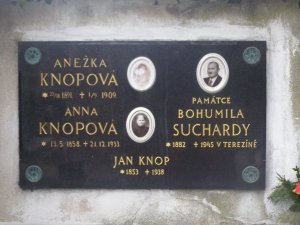 ANEŽKA
KNOPOVÁ
1909.
ANNA
KNOPOVÁ
* 13.5.1858. + 21.12.1933
PAMÁTCE
BOHUMILA
SUCHARDY
* 1882 + 1945 V TEREZÍNĚ
JAN KNOP
* 1853 + 1938